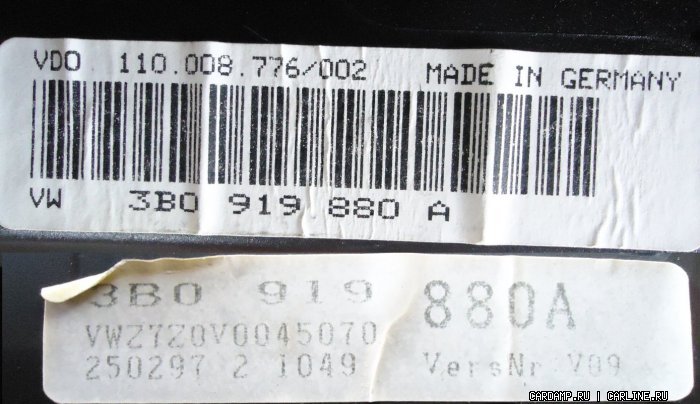 VDO 110.008.776/002 MADE IN GERMANY
VW 3B0 919 880 A
3B0 919 880A
VWZ7Z0V0045070
250297 2 1049 VersNr V09
CARDAMP.RU | CARLINE.RU